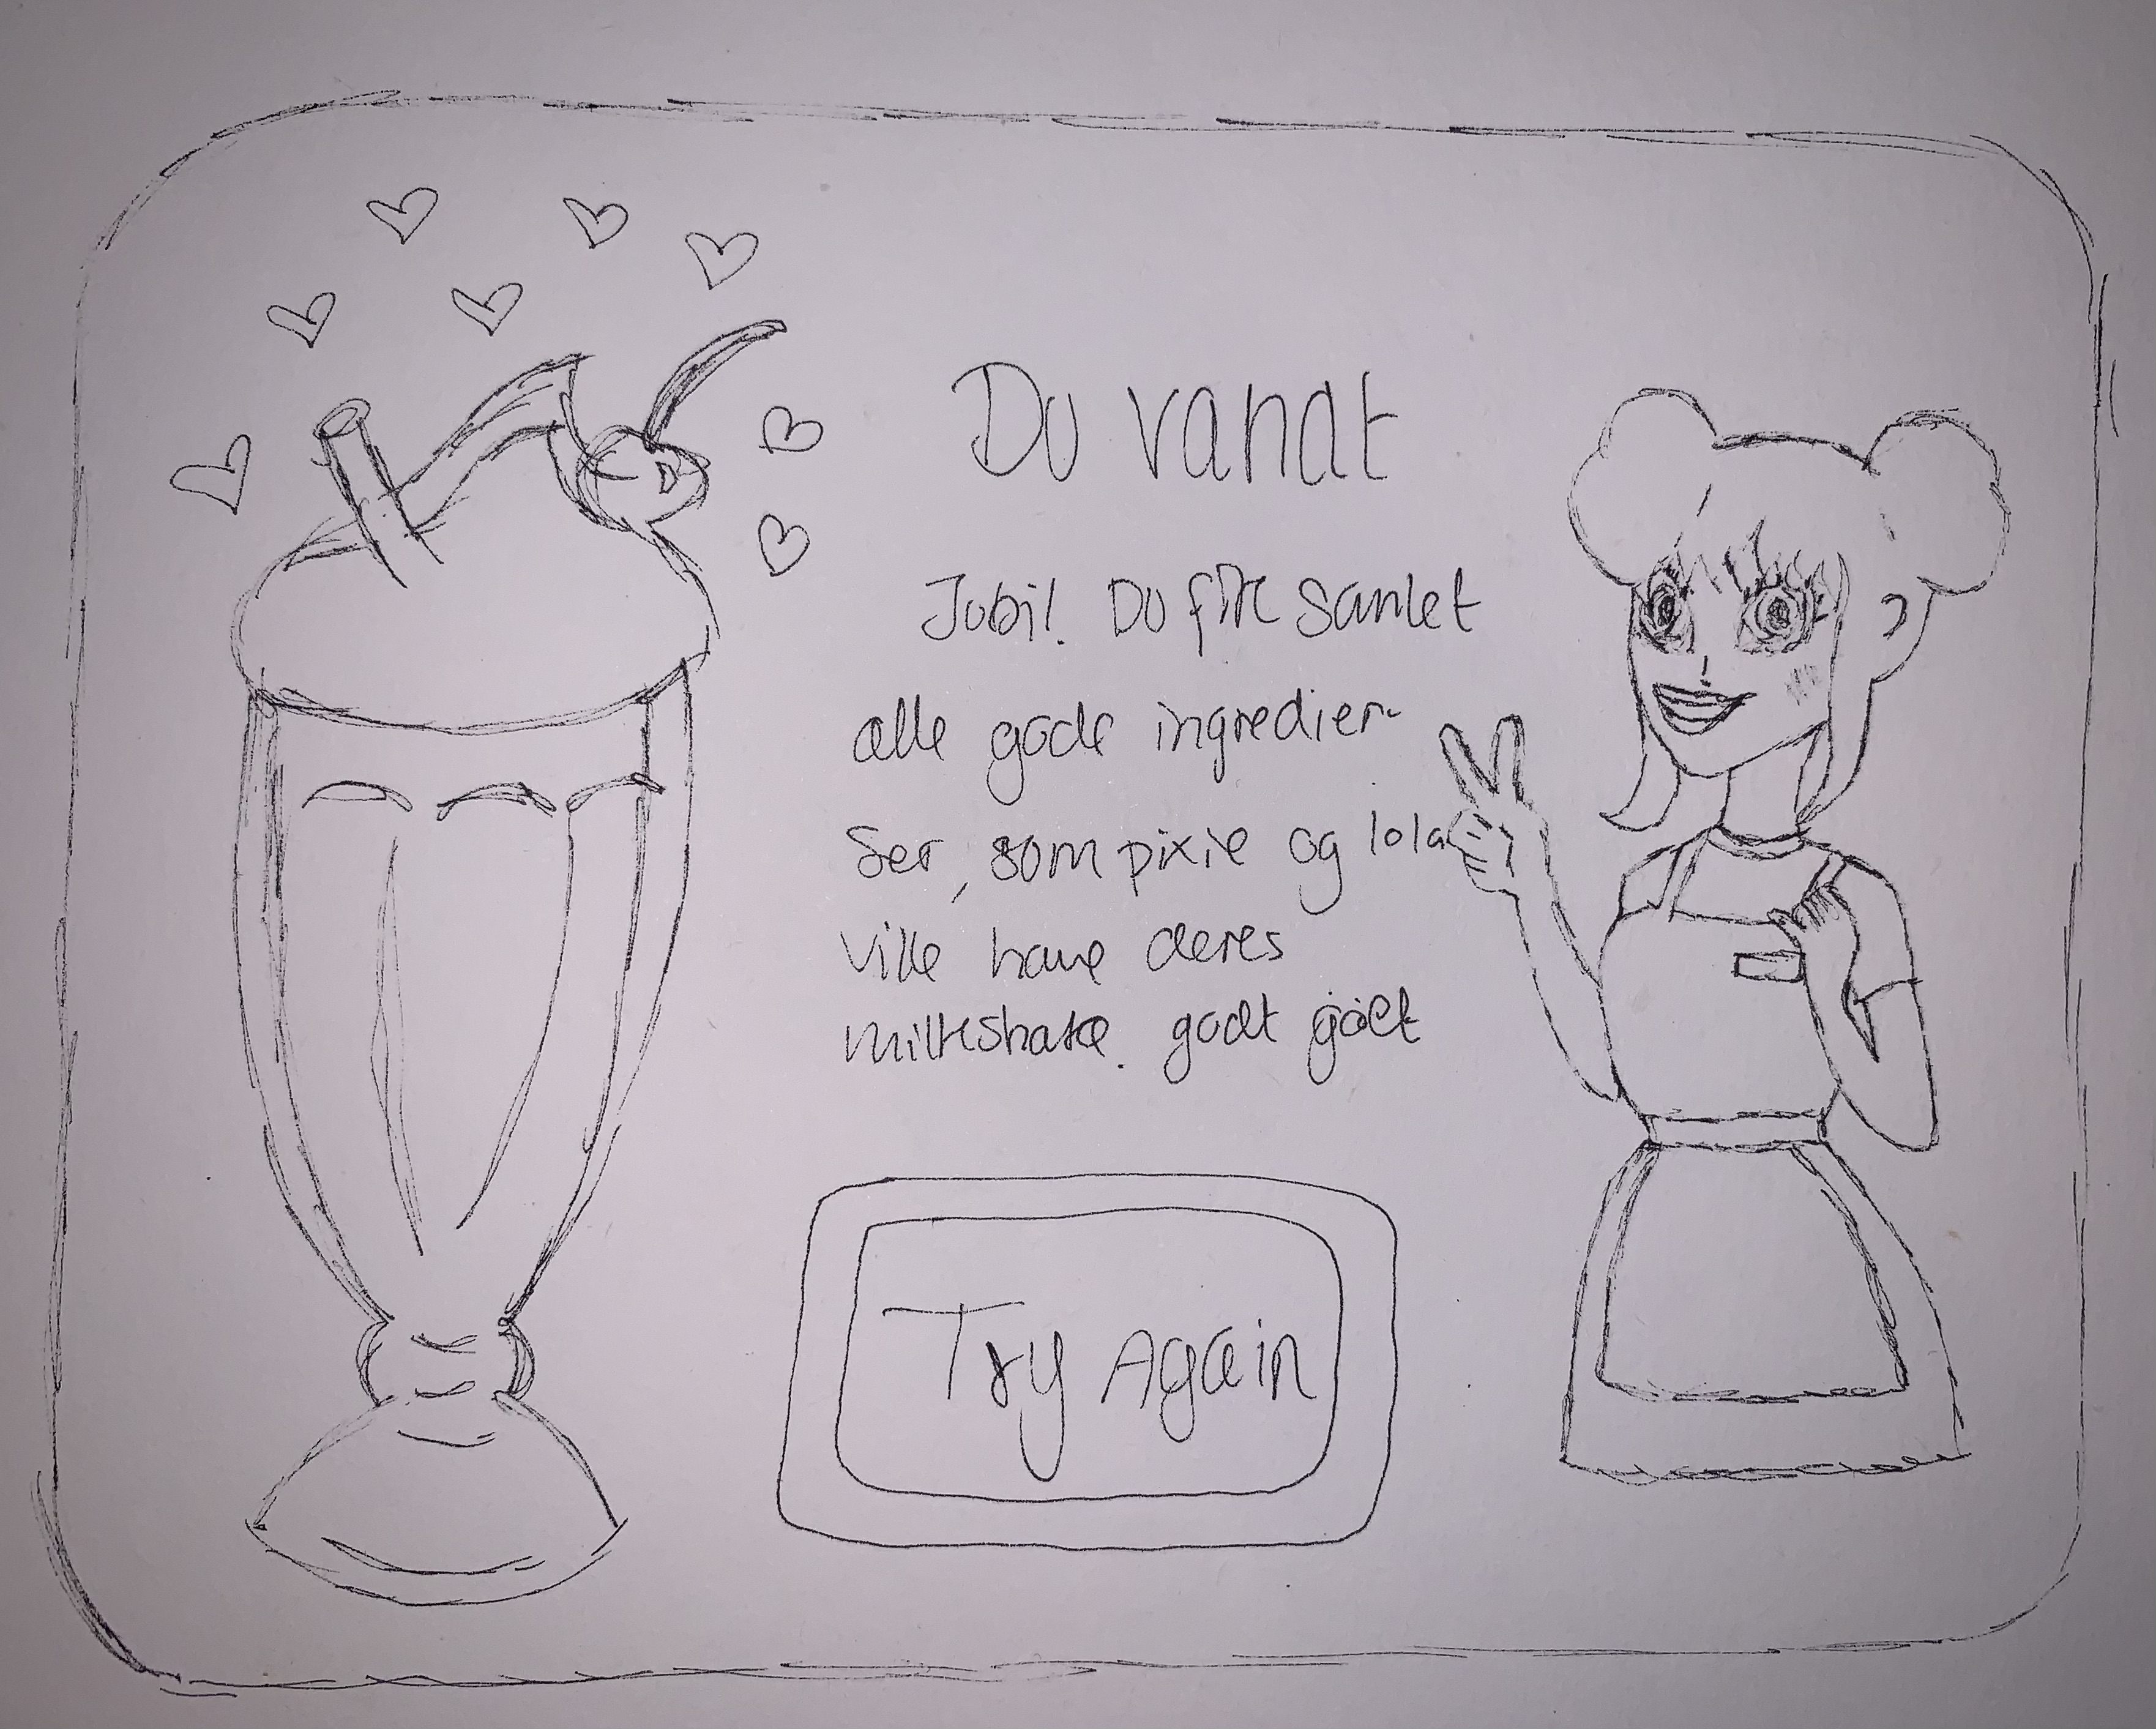 Du vandt
Jubi! Du fik samlet
alle gode ingredien-
ser, som pixie og lola
ville have deres
milkshake. godt gået
Try Again